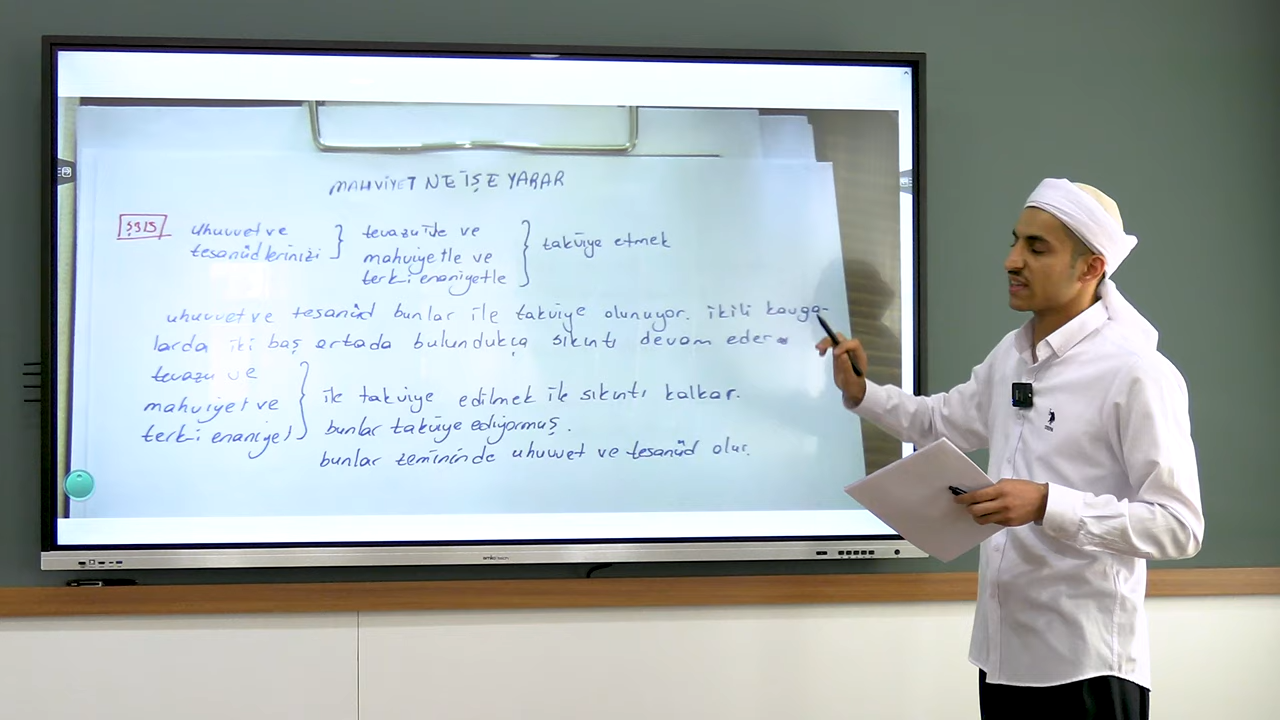 MAHVİYET NE İŞE YARAR
Ş315
uhuvvet ve
tesanüdlerinizi
tevazu ile ve
mahviyetle ve
terk-i enaniyetle
takviye etmek
uhuvvet ve tesanüd bunlar ile takviye olunuyor. ikili kavga-
larda iki baş ortada bulundukça sıkıntı devam eder.
tevazu ve
mahviyet ve
terk-i enaniyet
ile takviye edilmek ile sıkıntı kalkar.
bunlar takviye ediyormuş.
bunlar temininde uhuvvet ve tesanüd olur.